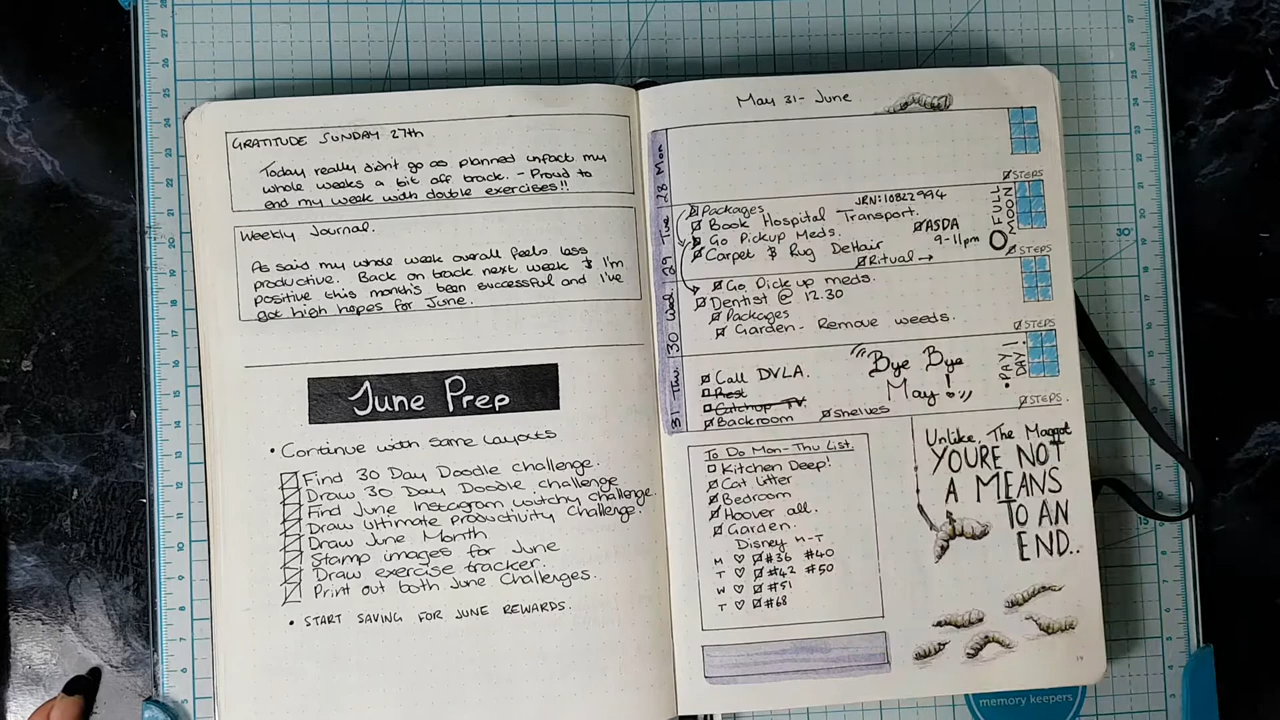 GRATITUDE SUNDAY 27th
Today really didn't go as planned unfact my
whole weeks a bit off track. - Proud to
end my week with double exercises!!
Weekly Journal.
As said my whole week overall feels less
productive. Back on track next week & I'm
positive this month's been successful and I've
got high hopes for June.
June Prep
• Continue with same layouts
Find 30 Day Doodle challenge.
Draw 30 Day Doodle challenge
Find June Instagram witchy challenge.
Draw Ultimate Productivity Challenge!
Draw June Month
Stamp images for June
Draw exercise tracker.
Print out both June Challenges.
• START SAVING FOR JUNE REWARDS.
May 31 - June
28 Mon
STEPS
29 Tue
Packages
JRN:10822994
Book Hospital Transport.
Go Pickup Meds.
ASDA
9-11pm
Carpet & Rug DeHair
Ritual →
FULL MOON
STEPS
30 Wed
Go Pick up meds.
Dentist @ 12.30
Packages
Garden - Remove weeds.
STEPS
31 Thu
Call DVLA.
Rest
Catchup TV
Backroom
Shelves
Bye Bye
May!
• PAY DAY!
STEPS.
To Do Mon-Thu List.
Kitchen Deep!
Cat Litter
Bedroom
Hoover all.
Garden.
Disney M-T
M ♡ #36 #40
T ♡ #42 #50
W ♡ #51
T ♡ #68
Unlike, The Maggot
YOURE NOT
A MEANS
TO AN
END..
memory keepers